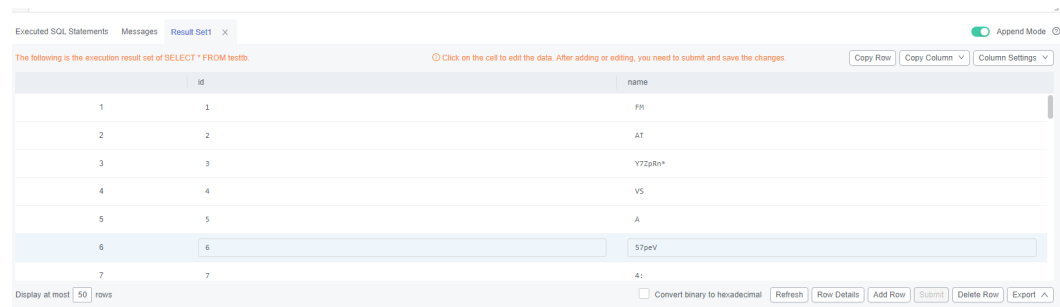 Executed SQL Statements Messages Result Set1 X Append Mode
The following is the execution result set of SELECT * FROM testtb. Click on the cell to edit the data. After adding or editing, you need to submit and save the changes. Copy Row Copy Column Column Settings
id name
1 1 FM
2 2 AT
3 3 Y7ZpRn*
4 4 VS
5 5 A
6 6 57peV
7 7 4:
Display at most 50 rows Convert binary to hexadecimal Refresh Row Details Add Row Submit Delete Row Export